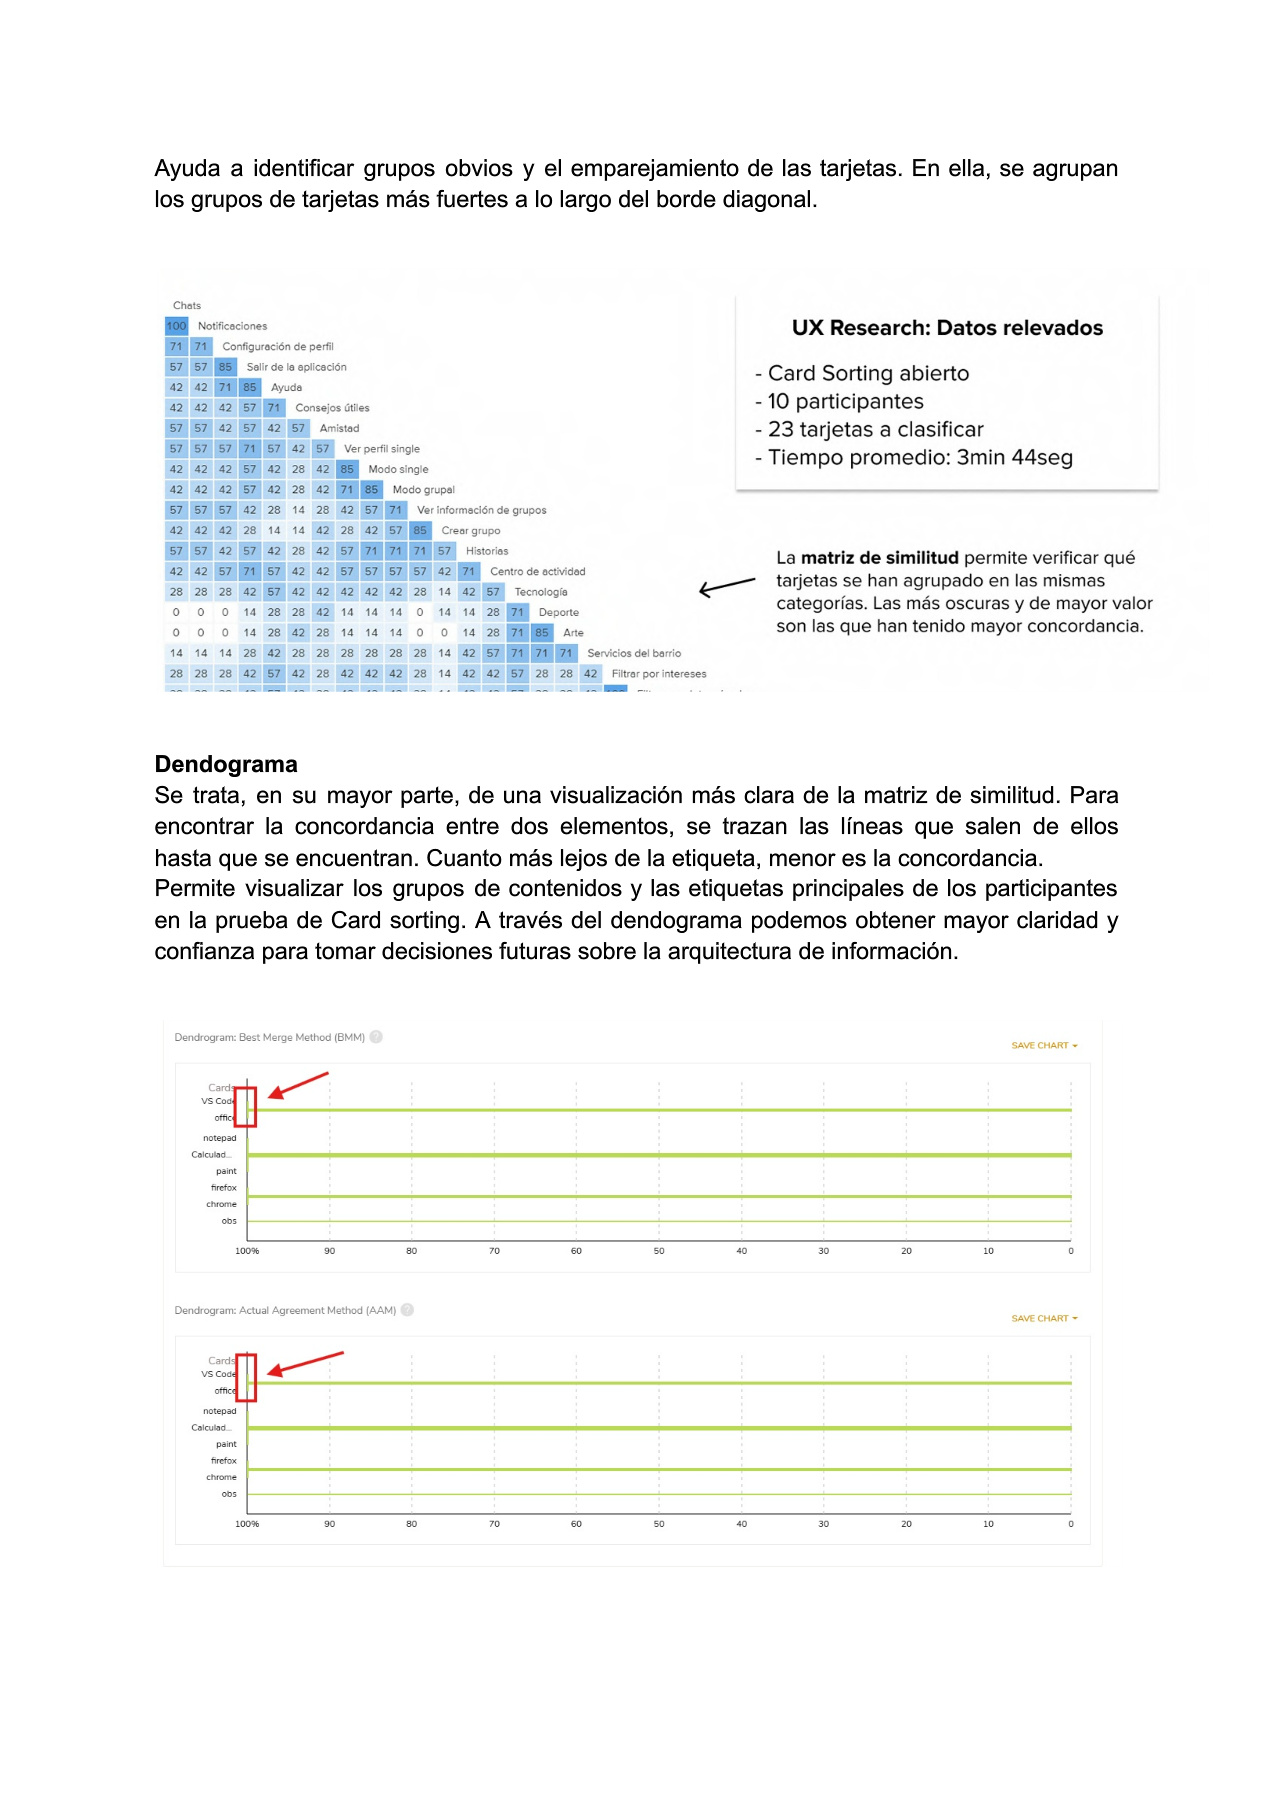 Ayuda a identificar grupos obvios y el emparejamiento de las tarjetas. En ella, se agrupan
los grupos de tarjetas más fuertes a lo largo del borde diagonal.
Chats
100 Notificaciones
71 71 Configuración de perfil
57 57 85 Salir de la aplicación
42 42 71 85 Ayuda
42 42 42 57 71 Consejos útiles
57 57 42 57 42 57 Amistad
57 57 57 71 57 42 57 Ver perfil single
42 42 42 57 42 28 42 85 Modo single
42 42 42 57 42 28 42 71 85 Modo grupal
57 57 57 42 28 14 28 42 57 71 Ver información de grupos
42 42 42 28 14 14 42 28 42 57 85 Crear grupo
57 57 42 57 42 28 42 57 71 71 71 57 Historias
42 42 57 71 57 42 42 57 57 57 57 42 71 Centro de actividad
28 28 28 42 57 42 42 42 42 42 28 14 42 57 Tecnología
0 0 0 14 28 28 42 14 14 14 0 14 14 28 71 Deporte
0 0 0 14 28 42 28 14 14 14 0 0 14 28 71 85 Arte
14 14 14 28 42 28 28 28 28 28 28 14 42 57 71 71 71 Servicios del barrio
28 28 28 42 57 42 28 42 42 42 28 14 42 42 57 28 28 42 Filtrar por intereses
UX Research: Datos relevados
- Card Sorting abierto
- 10 participantes
- 23 tarjetas a clasificar
- Tiempo promedio: 3min 44seg
La matriz de similitud permite verificar qué
tarjetas se han agrupado en las mismas
categorías. Las más oscuras y de mayor valor
son las que han tenido mayor concordancia.
Dendograma
Se trata, en su mayor parte, de una visualización más clara de la matriz de similitud. Para
encontrar la concordancia entre dos elementos, se trazan las líneas que salen de ellos
hasta que se encuentran. Cuanto más lejos de la etiqueta, menor es la concordancia.
Permite visualizar los grupos de contenidos y las etiquetas principales de los participantes
en la prueba de Card sorting. A través del dendograma podemos obtener mayor claridad y
confianza para tomar decisiones futuras sobre la arquitectura de información.
Dendrogram: Best Merge Method (BMM) ?
SAVE CHART
Cards
VS Code
office
notepad
Calculad...
paint
firefox
chrome
obs
100% 90 80 70 60 50 40 30 20 10 0
Dendrogram: Actual Agreement Method (AAM) ?
SAVE CHART
Cards
VS Code
office
notepad
Calculad...
paint
firefox
chrome
obs
100% 90 80 70 60 50 40 30 20 10 0